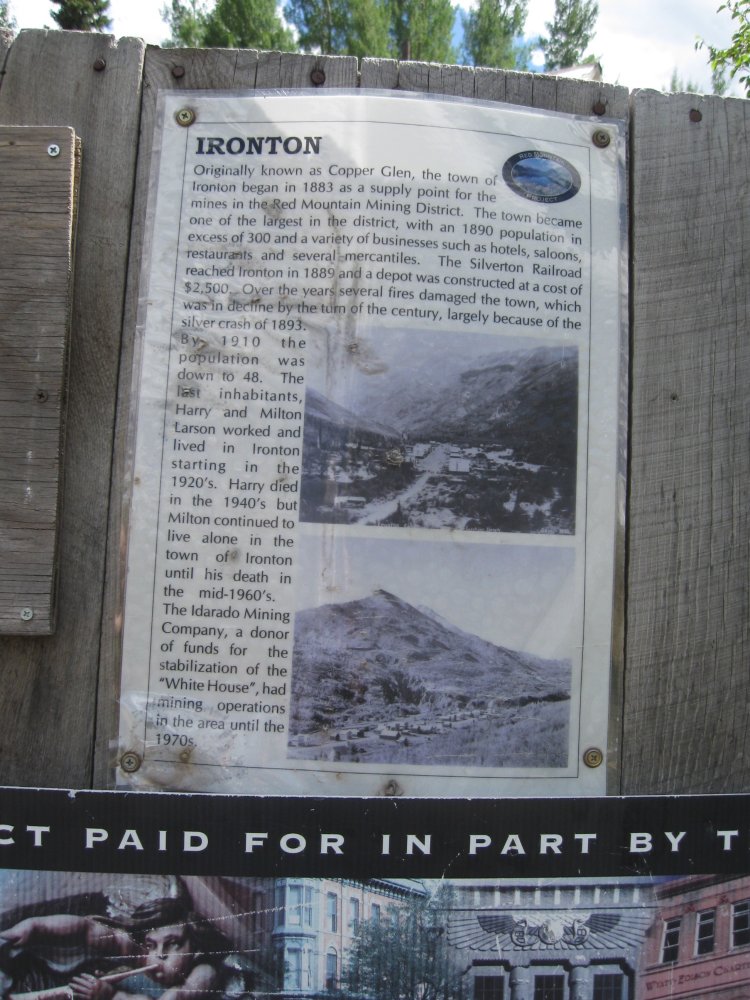 IRONTON
Originally known as Copper Glen, the town of
Ironton began in 1883 as a supply point for the
mines in the Red Mountain Mining District. The town became
one of the largest in the district, with an 1890 population in
excess of 300 and a variety of businesses such as hotels, saloons,
restaurants and several mercantiles. The Silverton Railroad
reached Ironton in 1889 and a depot was constructed at a cost of
$2,500. Over the years several fires damaged the town, which
was in decline by the turn of the century, largely because of the
silver crash of 1893.
By 1910 the
population was
down to 48. The
last inhabitants,
Harry and Milton
Larson worked and
lived in Ironton
starting in the
1920's. Harry died
in the 1940's but
Milton continued to
live alone in the
town of Ironton
until his death in
the mid-1960's.
The Idarado Mining
Company, a donor
of funds for the
stabilization of the
"White House", had
mining operations
in the area until the
1970s.
RED MOUNTAIN
PROJECT
CT PAID FOR IN PART BY T